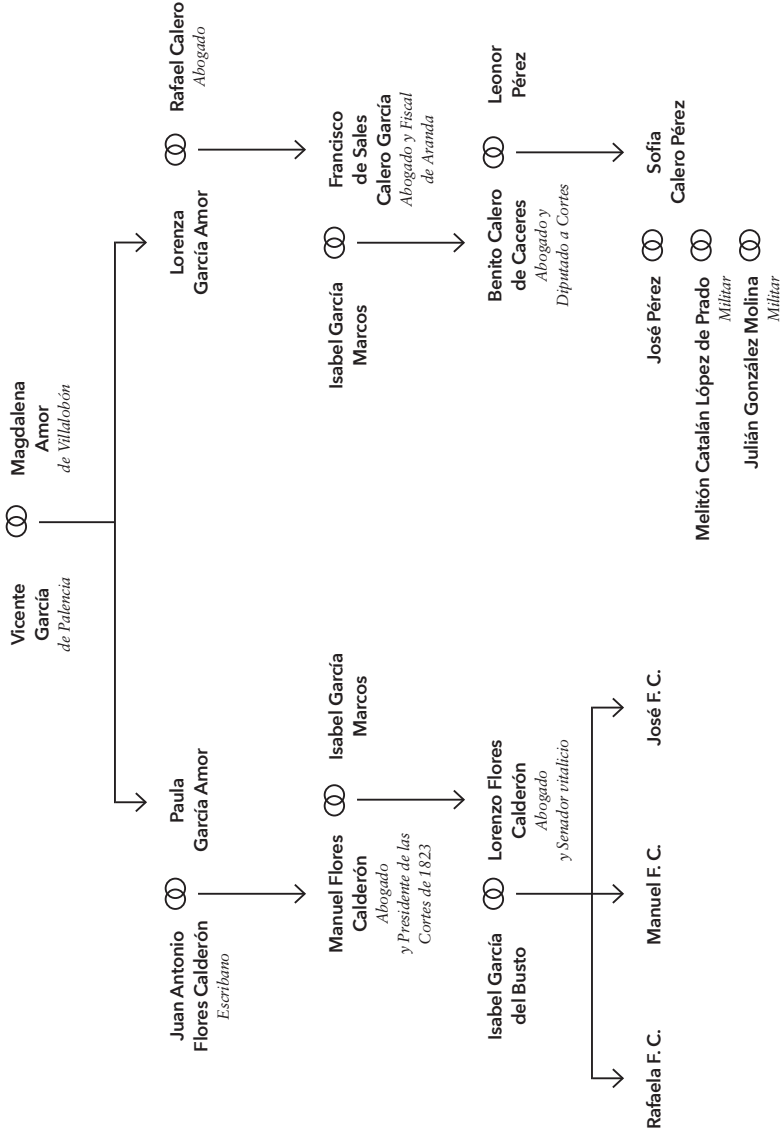 Vicente
García
de Palencia
Magdalena
Amor
de Villalobón
Juan Antonio
Flores Calderón
Escribano
Paula
García Amor
Lorenza
García Amor
Rafael Calero
Abogado
Manuel Flores
Calderón
Abogado
y Presidente de las
Cortes de 1823
Isabel García
Marcos
Isabel García
Marcos
Francisco
de Sales
Calero García
Abogado y Fiscal
de Aranda
Isabel García
del Busto
Lorenzo Flores
Calderón
Abogado
y Senador vitalicio
Benito Calero
de Caceres
Abogado y
Diputado a Cortes
Leonor
Pérez
Rafaela F. C.
Manuel F. C.
José F. C.
José Pérez
Melitón Catalán López de Prado
Militar
Julián González Molina
Militar
Sofia
Calero Pérez